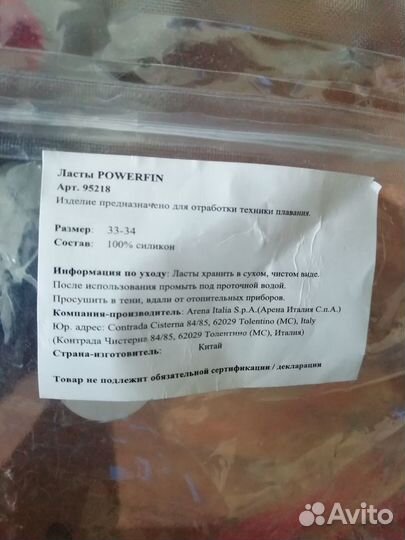 Ласты POWERFIN
Арт. 95218
Изделие предназначено для отработки техники плавания.
Размер: 33-34
Состав: 100% силикон
Информация по уходу: Ласты хранить в сухом, чистом виде.
После использования промыть под проточной водой.
Просушить в тени, вдали от отопительных приборов.
Компания-производитель: Arena Italia S.p.A.(Арена Италия С.п.А.)
Юр. адрес: Contrada Cisterna 84/85, 62029 Tolentino (MC), Italy
(Контрада Чистерна 84/85, 62029 Толентино (МС), Италия)
Страна-изготовитель: Китай
Товар не подлежит обязательной сертификации / декларации
Avito